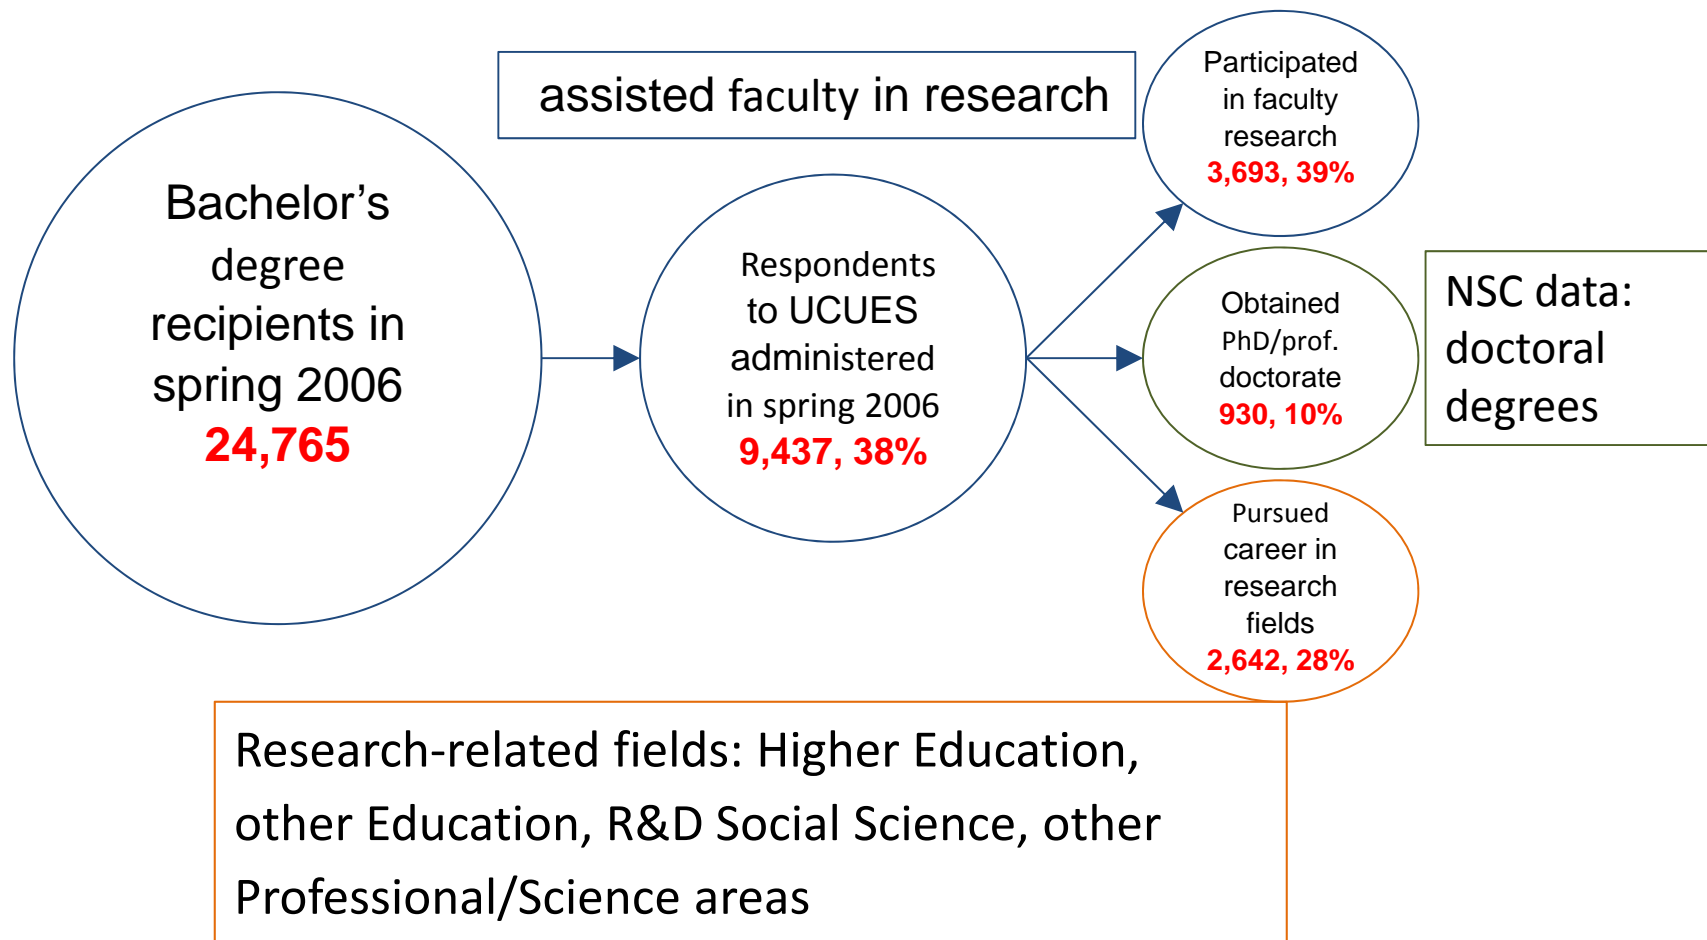 assisted faculty in research
Bachelor’s
degree
recipients in
spring 2006
24,765
Respondents
to UCUES
administered
in spring 2006
9,437, 38%
Participated
in faculty
research
3,693, 39%
Obtained
PhD/prof.
doctorate
930, 10%
NSC data:
doctoral
degrees
Pursued
career in
research
fields
2,642, 28%
Research-related fields: Higher Education,
other Education, R&D Social Science, other
Professional/Science areas